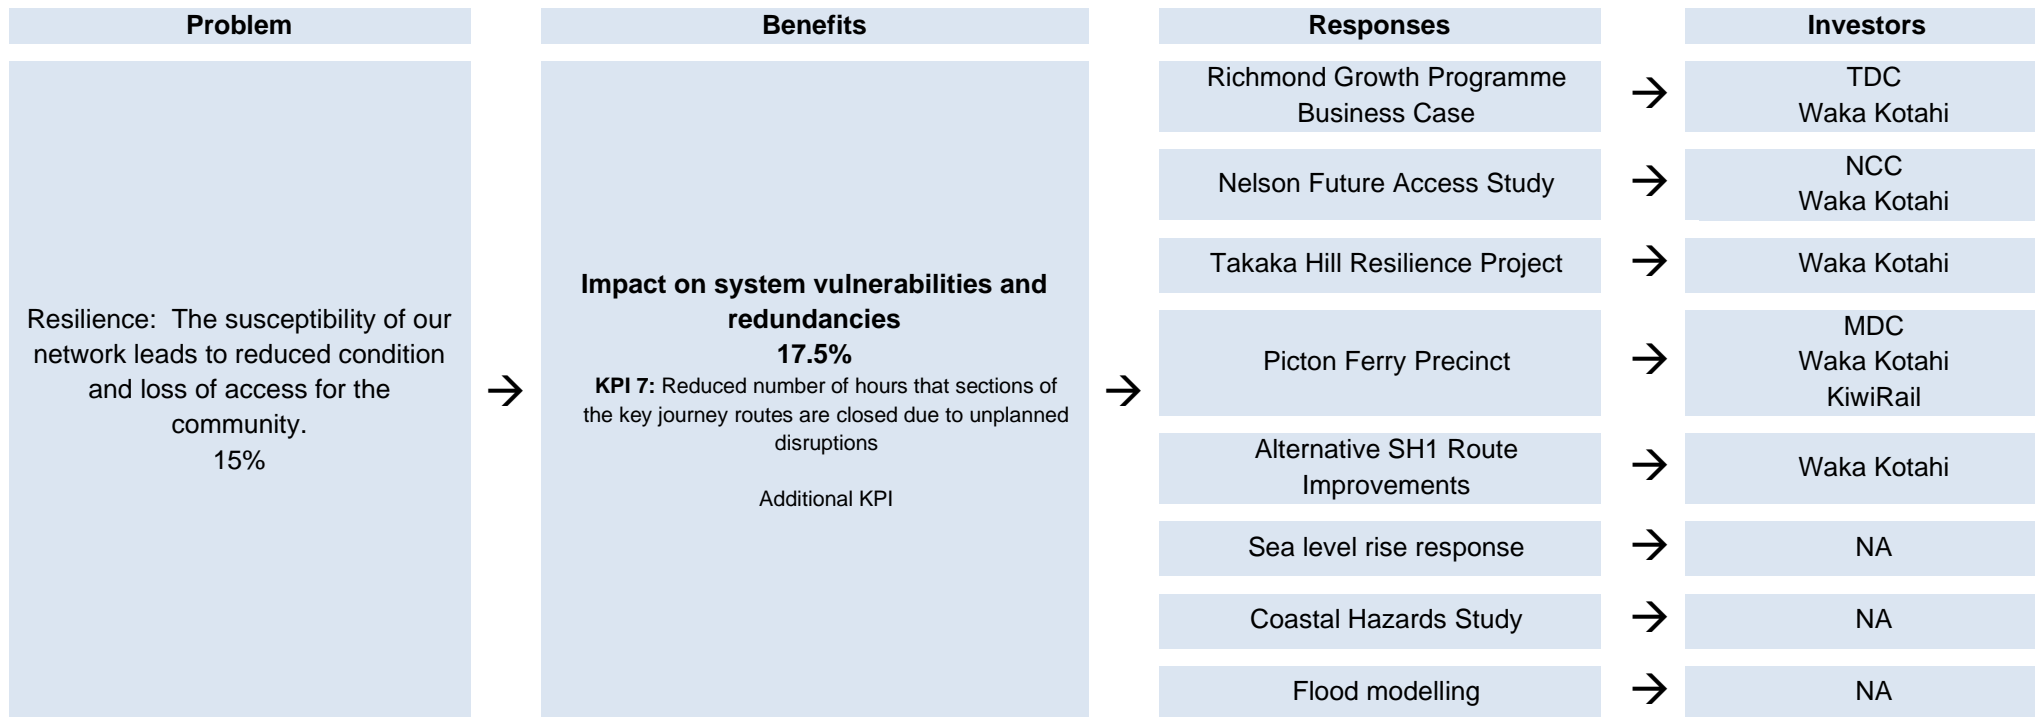 Problem
Benefits
Responses
Investors
Resilience:  The susceptibility of our
network leads to reduced condition
and loss of access for the
community.
15%
Impact on system vulnerabilities and
redundancies
17.5%
KPI 7: Reduced number of hours that sections of
the key journey routes are closed due to unplanned
disruptions
Additional KPI
Richmond Growth Programme
Business Case
TDC
Waka Kotahi
Nelson Future Access Study
NCC
Waka Kotahi
Takaka Hill Resilience Project
Waka Kotahi
Picton Ferry Precinct
MDC
Waka Kotahi
KiwiRail
Alternative SH1 Route
Improvements
Waka Kotahi
Sea level rise response
NA
Coastal Hazards Study
NA
Flood modelling
NA